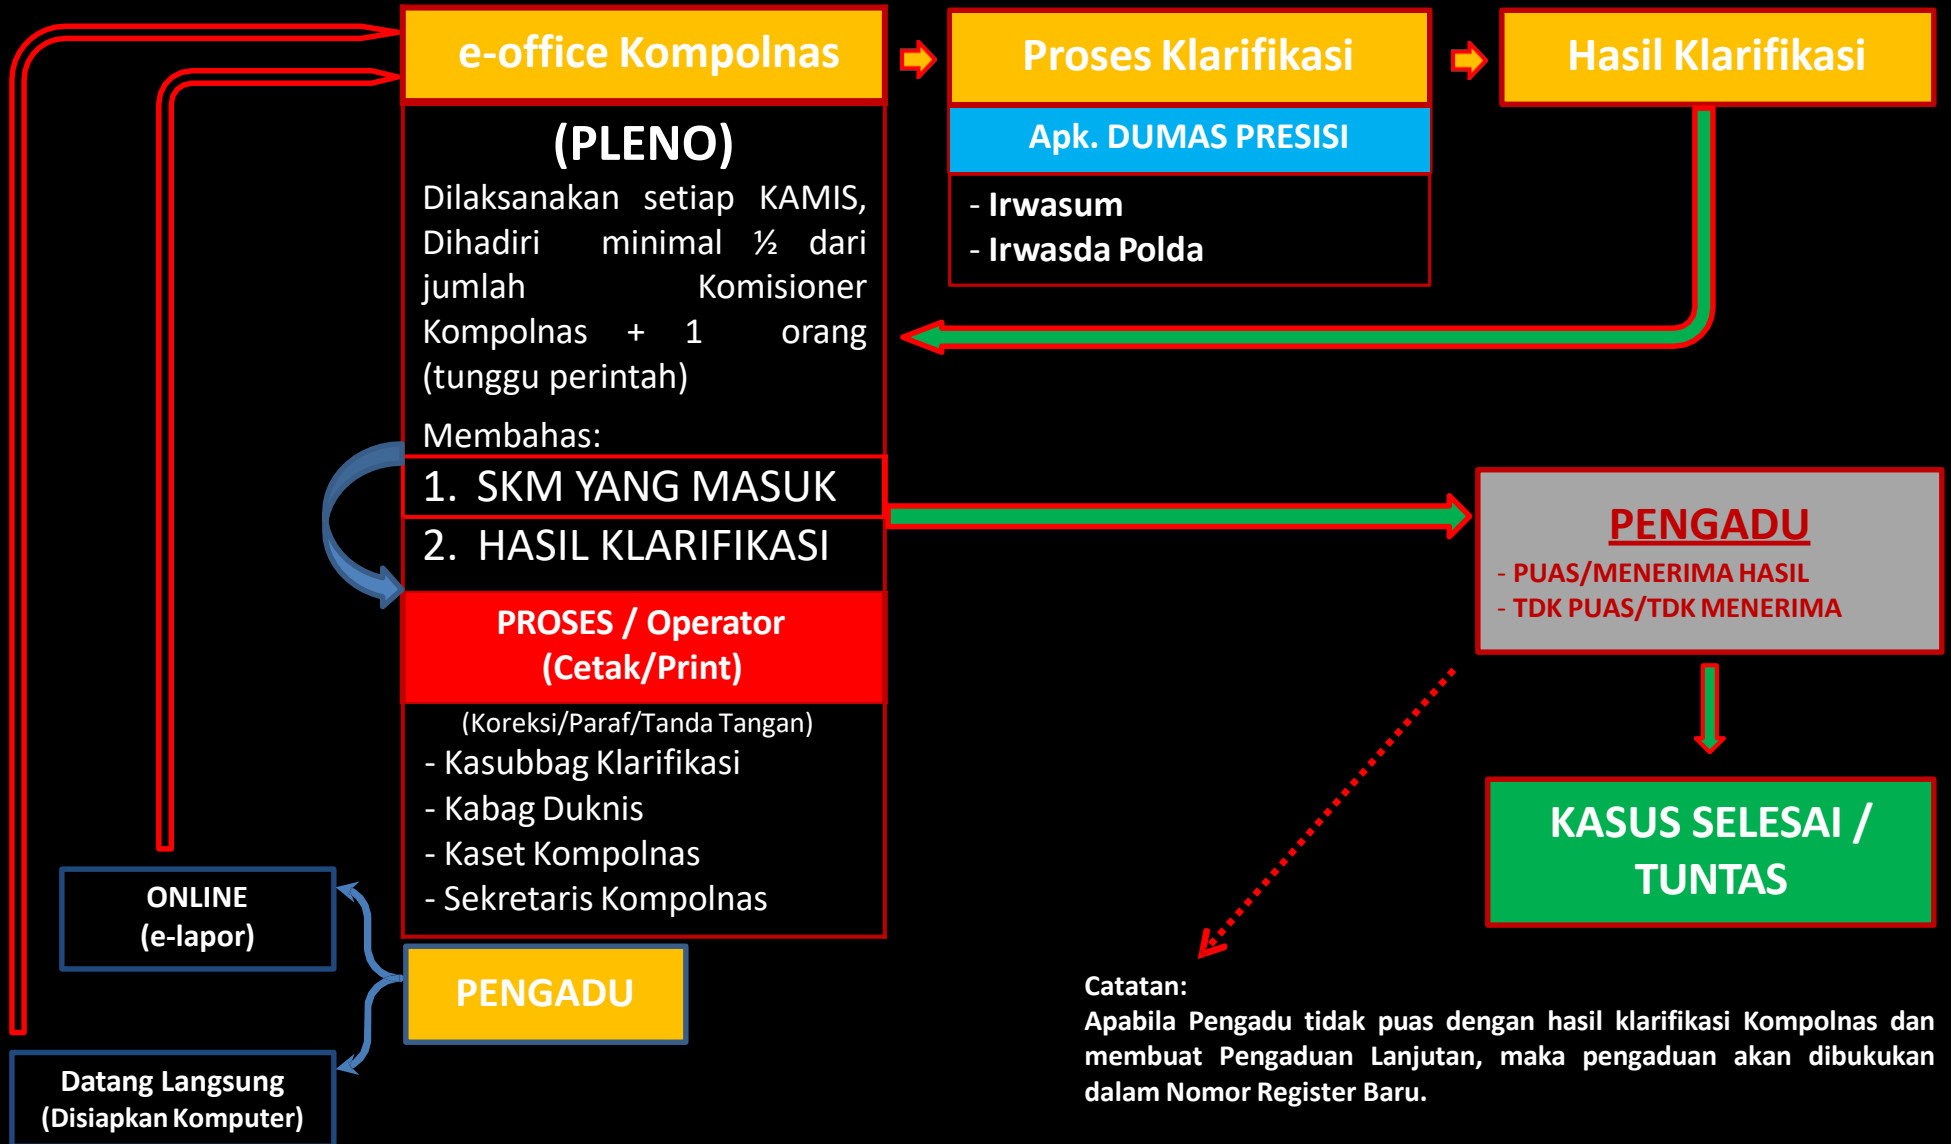 e-office Kompolnas
(PLENO)
Dilaksanakan setiap KAMIS,
Dihadiri minimal ½ dari
jumlah Komisioner
Kompolnas + 1 orang
(tunggu perintah)
Membahas:
1. SKM YANG MASUK
2. HASIL KLARIFIKASI
PROSES / Operator
(Cetak/Print)
(Koreksi/Paraf/Tanda Tangan)
- Kasubbag Klarifikasi
- Kabag Duknis
- Kaset Kompolnas
- Sekretaris Kompolnas
Proses Klarifikasi
Apk. DUMAS PRESISI
- Irwasum
- Irwasda Polda
Hasil Klarifikasi
PENGADU
- PUAS/MENERIMA HASIL
- TDK PUAS/TDK MENERIMA
KASUS SELESAI /
TUNTAS
ONLINE
(e-lapor)
PENGADU
Datang Langsung
(Disiapkan Komputer)
Catatan:
Apabila Pengadu tidak puas dengan hasil klarifikasi Kompolnas dan
membuat Pengaduan Lanjutan, maka pengaduan akan dibukukan
dalam Nomor Register Baru.